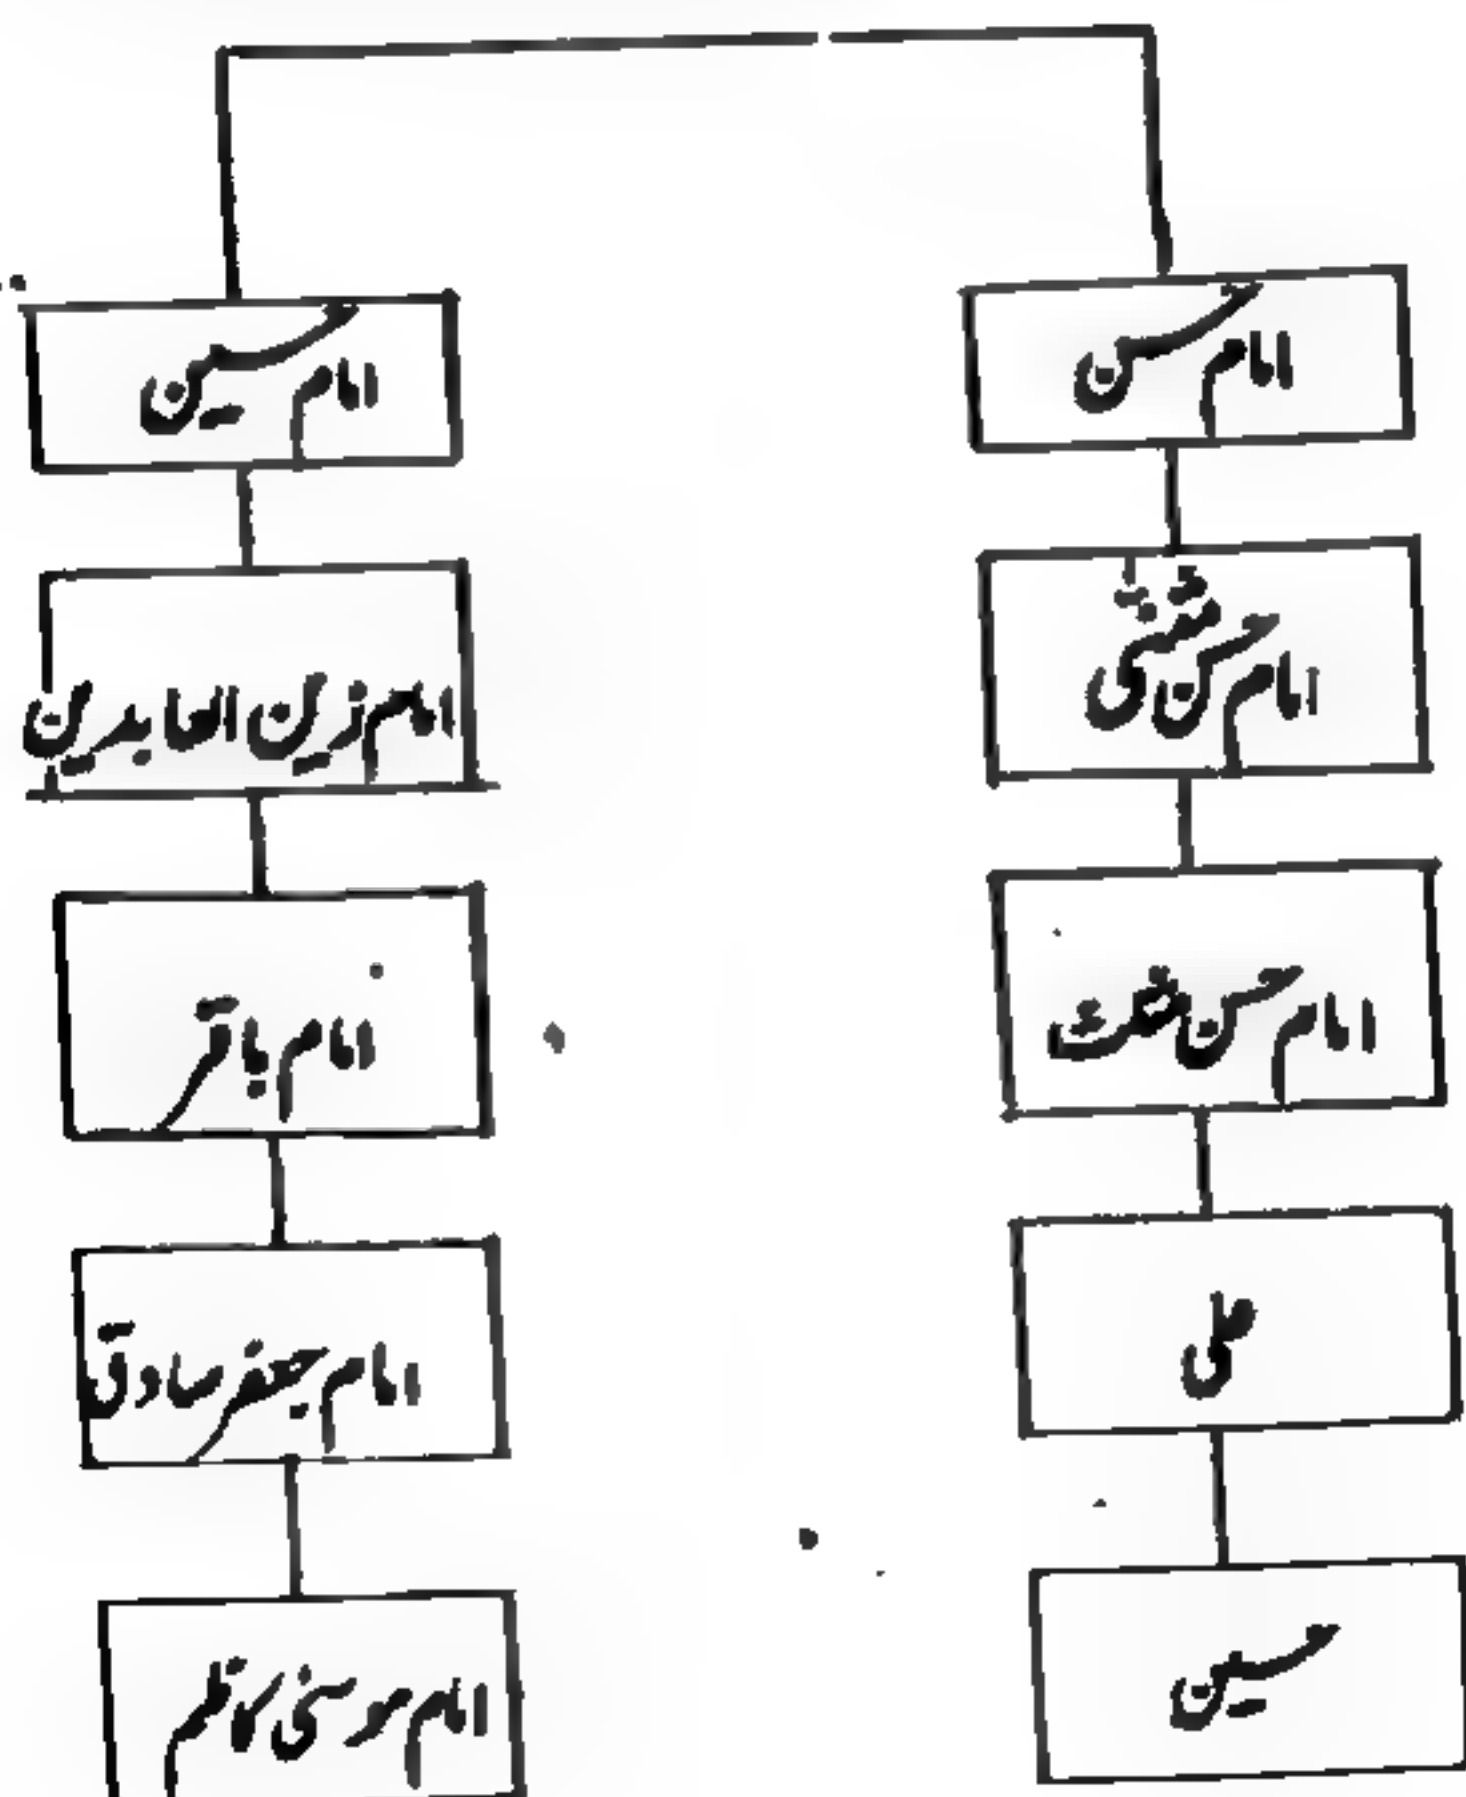 امام حسن
امام حسن مثنیٰ
امام حسن مثلث
علی
حسین
امام حسین
امام زین العابدین
امام باقر
امام جعفر صادق
امام موسیٰ کاظم